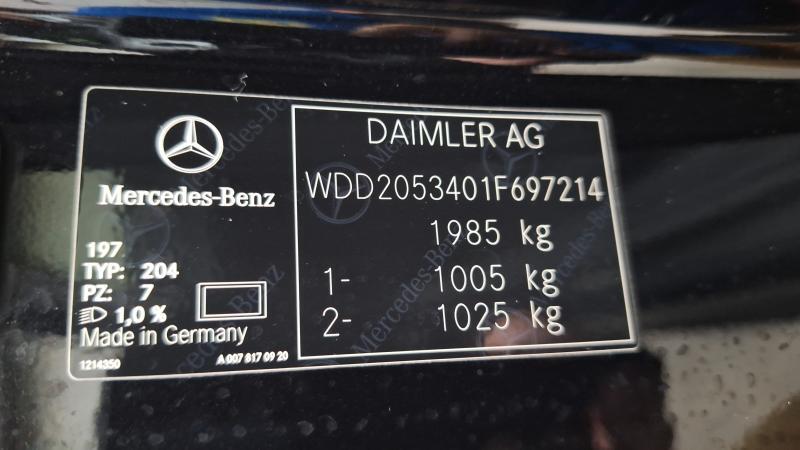 Mercedes-Benz
197
TYP: 204
PZ: 7
1,0 %
Made in Germany
1214350
A 007 817 09 20
DAIMLER AG
WDD2053401F697214
1985 kg
1- 1005 kg
2- 1025 kg